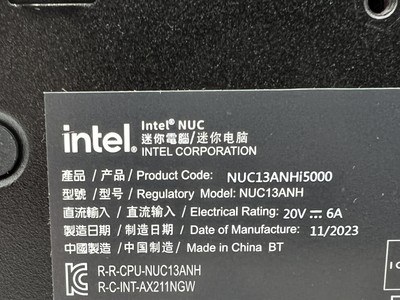 intel.
Intel® NUC
迷你電腦/迷你电脑
INTEL CORPORATION
產品 / 产品 / Product Code: NUC13ANHi5000
型號 / 型号 / Regulatory Model: NUC13ANH
直流輸入 / 直流输入 / Electrical Rating: 20V ⎓ 6A
製造日期 / 制造日期 / Date of Manufacture: 11/2023
中國製造 / 中国制造 / Made in China BT
R-R-CPU-NUC13ANH
R-C-INT-AX211NGW